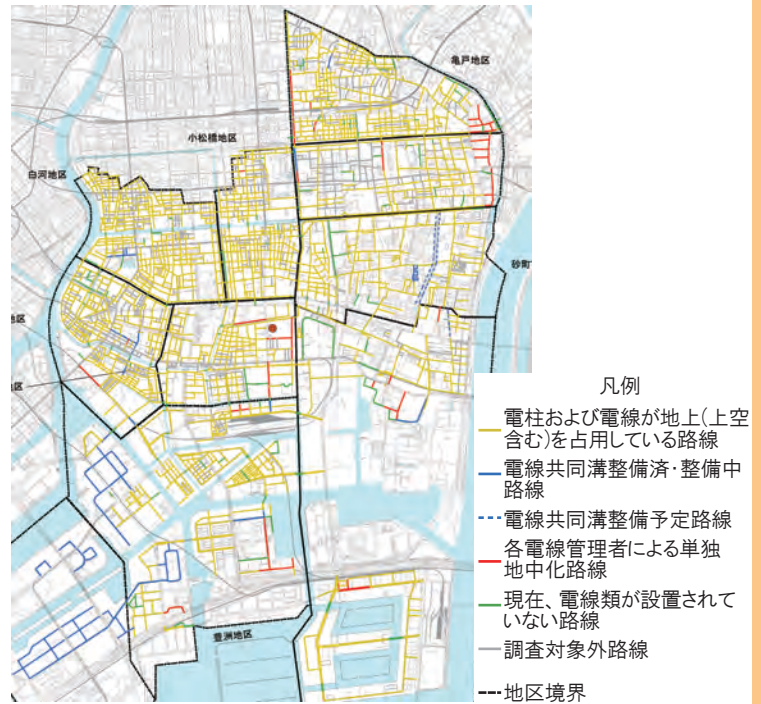 亀戸地区
小松橋地区
白河地区
砂町
地区
地区
豊洲地区
凡例
電柱および電線が地上(上空
含む)を占用している路線
電線共同溝整備済・整備中
路線
電線共同溝整備予定路線
各電線管理者による単独
地中化路線
現在、電線類が設置されて
いない路線
調査対象外路線
地区境界